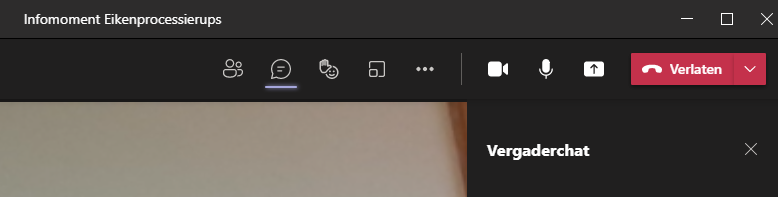 Infomoment Eikenprocessierups
Verlaten
Vergaderchat